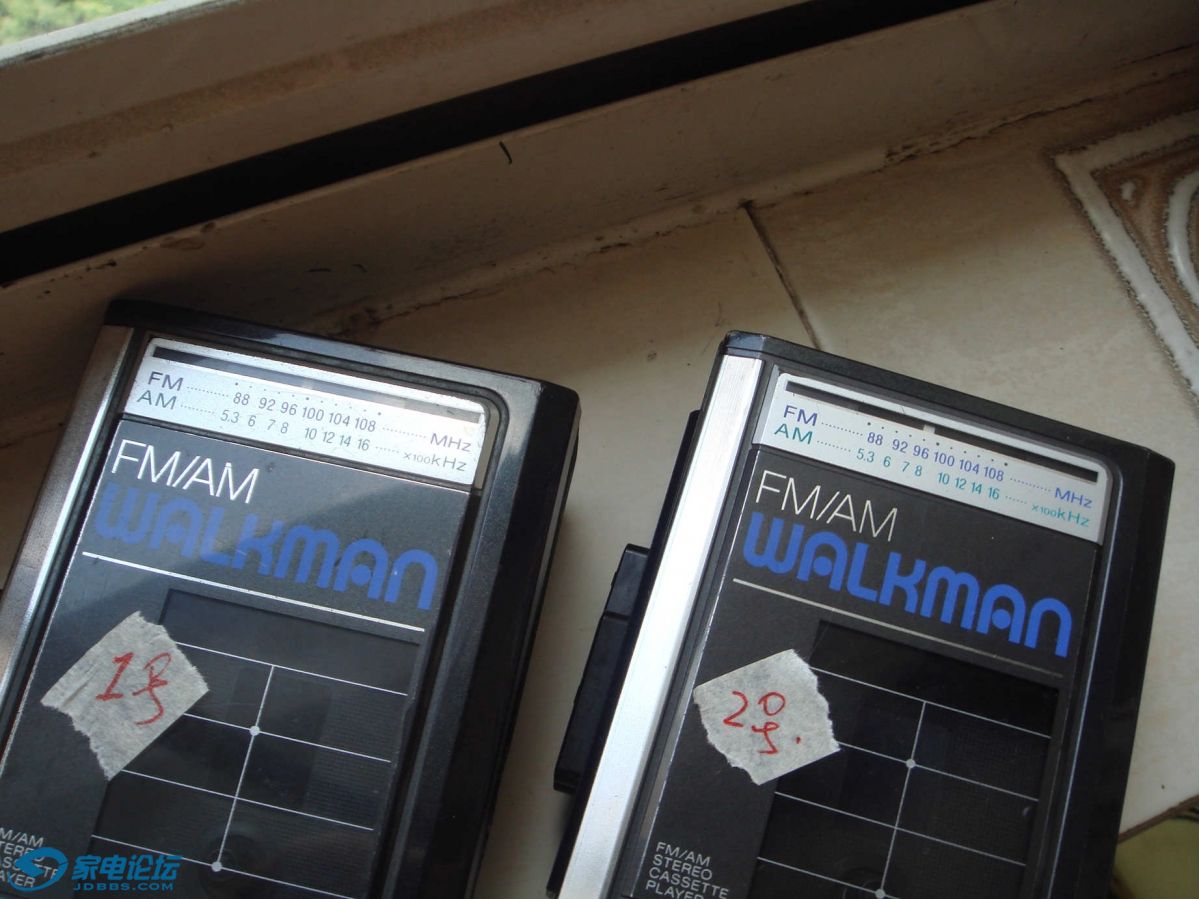 FM 88 92 96 100 104 108 MHz
AM 5.3 6 7 8 10 12 14 16 x100kHz
FM/AM
WALKMAN
1号
FM/AM
STEREO
CASSETTE
PLAYER
FM 88 92 96 100 104 108 MHz
AM 5.3 6 7 8 10 12 14 16 x100kHz
FM/AM
WALKMAN
2号.
FM/AM
STEREO
CASSETTE
PLAYER
家电论坛
JDBBS.COM